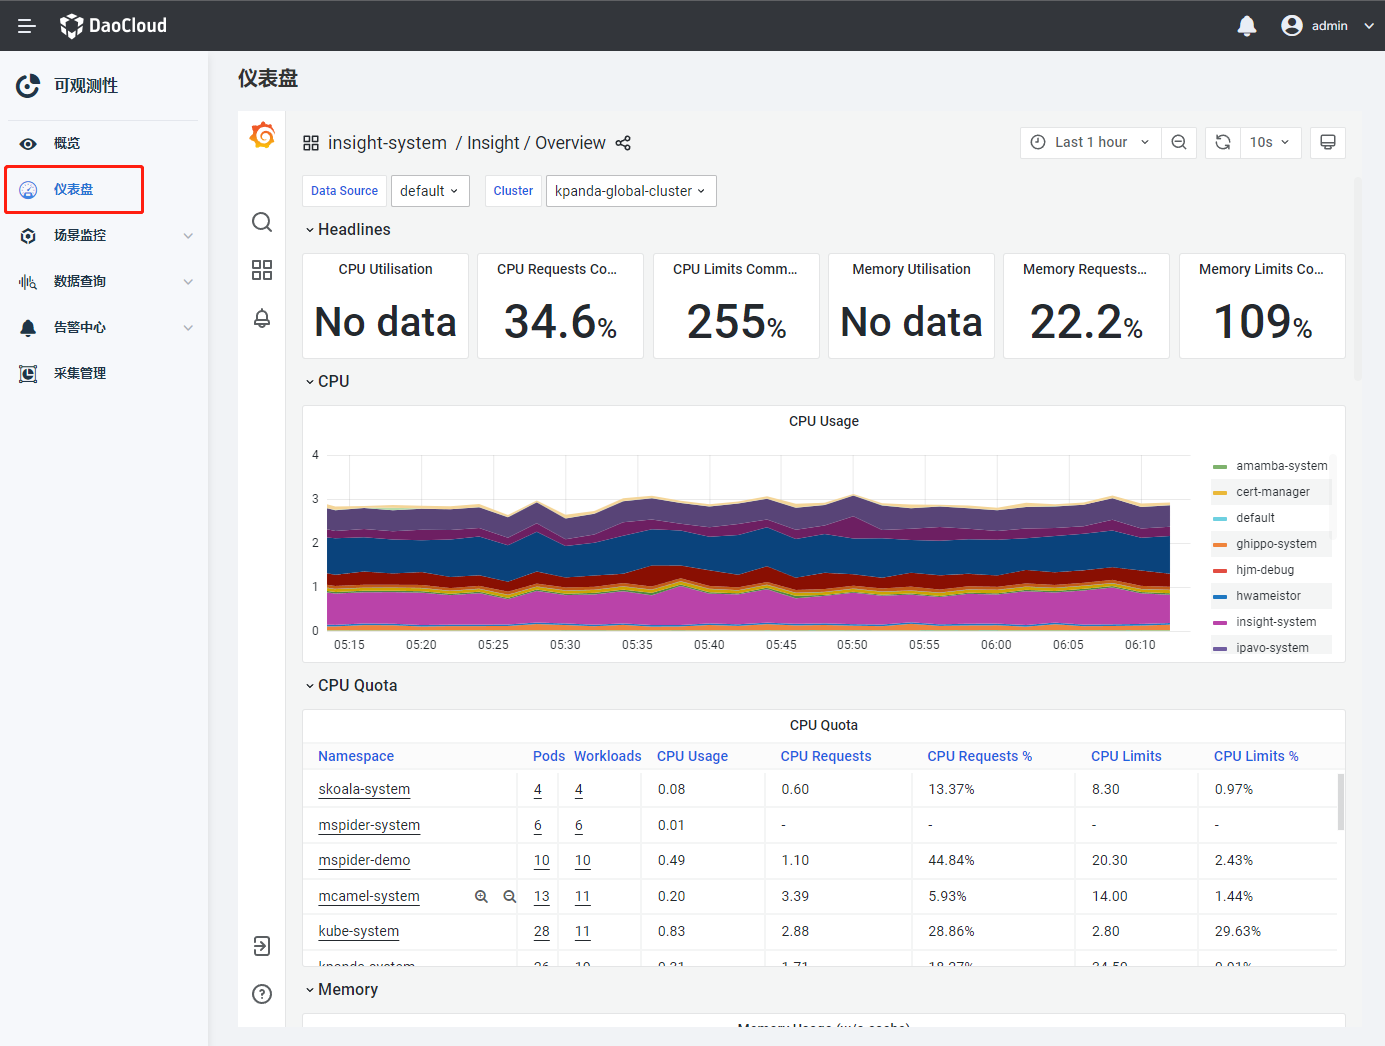 DaoCloud
admin
可观测性
概览
仪表盘
场景监控
数据查询
告警中心
采集管理
仪表盘
insight-system / Insight / Overview
Last 1 hour
10s
Data Source default Cluster kpanda-global-cluster
Headlines
CPU Utilisation
No data
CPU Requests Co...
34.6%
CPU Limits Comm...
255%
Memory Utilisation
No data
Memory Requests...
22.2%
Memory Limits Co...
109%
CPU
CPU Usage
4
3
2
1
0
05:15 05:20 05:25 05:30 05:35 05:40 05:45 05:50 05:55 06:00 06:05 06:10
amamba-system
cert-manager
default
ghippo-system
hjm-debug
hwameistor
insight-system
ipavo-system
CPU Quota
CPU Quota
Namespace Pods Workloads CPU Usage CPU Requests CPU Requests % CPU Limits CPU Limits %
skoala-system 4 4 0.08 0.60 13.37% 8.30 0.97%
mspider-system 6 6 0.01 - - - -
mspider-demo 10 10 0.49 1.10 44.84% 20.30 2.43%
mcamel-system 13 11 0.20 3.39 5.93% 14.00 1.44%
kube-system 28 11 0.83 2.88 28.86% 2.80 29.63%
Memory
Memory Usage (w/o cache)